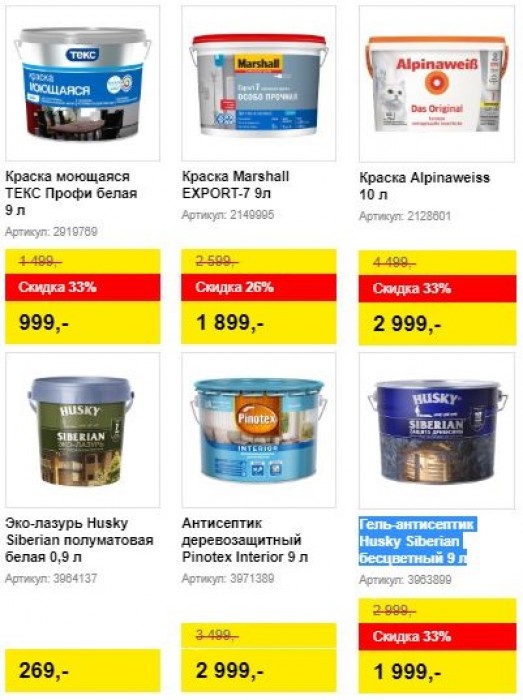 ТЕКС
краска
МОЮЩАЯСЯ
Marshall
Export-7
ОСОБО ПРОЧНАЯ
Alpinaweiß
Das Original
Краска моющаяся
ТЕКС Профи белая
9 л
Артикул: 2919769
Краска Marshall
EXPORT-7 9л
Артикул: 2149995
Краска Alpinaweiss
10 л
Артикул: 2128601
1 499,-
Скидка 33%
999,-
2 599,-
Скидка 26%
1 899,-
4 499,-
Скидка 33%
2 999,-
HUSKY
SIBERIAN
ЭКО-ЛАЗУРЬ
Pinotex
INTERIOR
HUSKY
SIBERIAN
Эко-лазурь Husky
Siberian полуматовая
белая 0,9 л
Артикул: 3964137
Антисептик
деревозащитный
Pinotex Interior 9 л
Артикул: 3971389
Гель-антисептик
Husky Siberian
бесцветный 9 л
Артикул: 3963899
269,-
3 499,-
2 999,-
2 999,-
Скидка 33%
1 999,-